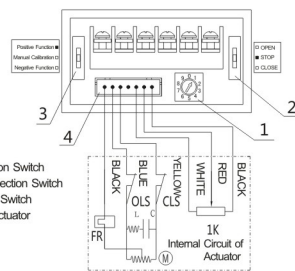 Positive Function
Manual Calibration
Negative Function
OPEN
STOP
CLOSE
3
4
1
2
on Switch
ection Switch
Switch
ctuator
BLACK
BLUE
YELLOW
WHITE
RED
BLACK
OLS
CLS
L
C
FR
M
1K
Internal Circuit of
Actuator